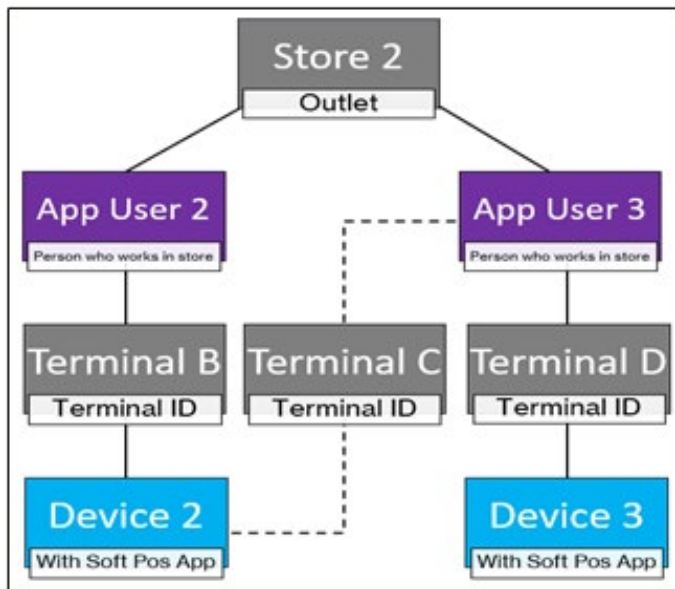 Store 2
Outlet
App User 2
App User 3
Person who works in store
Person who works in store
Terminal B
Terminal C
Terminal D
Terminal ID
Terminal ID
Terminal ID
Device 2
Device 3
With Soft Pos App
With Soft Pos App